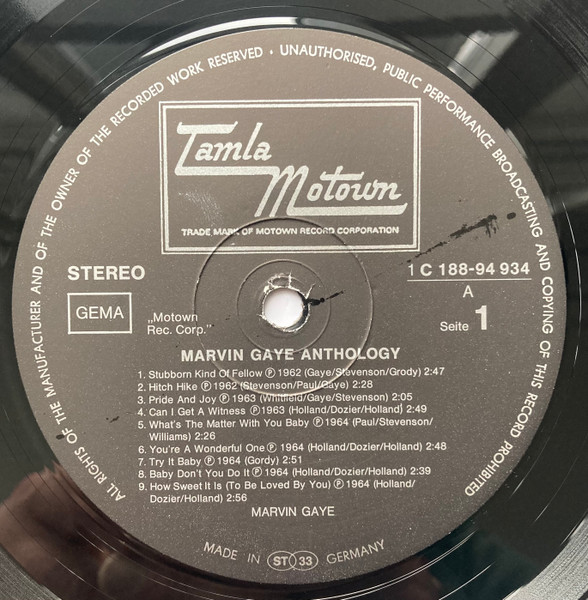 ALL RIGHTS OF THE MANUFACTURER AND OF THE OWNER OF THE RECORDED WORK RESERVED · UNAUTHORISED, PUBLIC PERFORMANCE BROADCASTING AND COPYING OF THIS RECORD PROHIBITED
Tamla
Motown
TRADE MARK OF MOTOWN RECORD CORPORATION
STEREO
1 C 188-94 934
GEMA
„Motown
Rec. Corp."
A
Seite 1
MARVIN GAYE ANTHOLOGY
1. Stubborn Kind Of Fellow Ⓟ 1962 (Gaye/Stevenson/Grody) 2:47
2. Hitch Hike Ⓟ 1962 (Stevenson/Paul/Gaye) 2:28
3. Pride And Joy Ⓟ 1963 (Whitfield/Gaye/Stevenson) 2:05
4. Can I Get A Witness Ⓟ 1963 (Holland/Dozier/Holland) 2:49
5. What's The Matter With You Baby Ⓟ 1964 (Paul/Stevenson/
Williams) 2:26
6. You're A Wonderful One Ⓟ 1964 (Holland/Dozier/Holland) 2:48
7. Try It Baby Ⓟ 1964 (Gordy) 2:51
8. Baby Don't You Do It Ⓟ 1964 (Holland/Dozier/Holland) 2:39
9. How Sweet It Is (To Be Loved By You) Ⓟ 1964 (Holland/
Dozier/Holland) 2:56
MARVIN GAYE
MADE IN ST 33 GERMANY